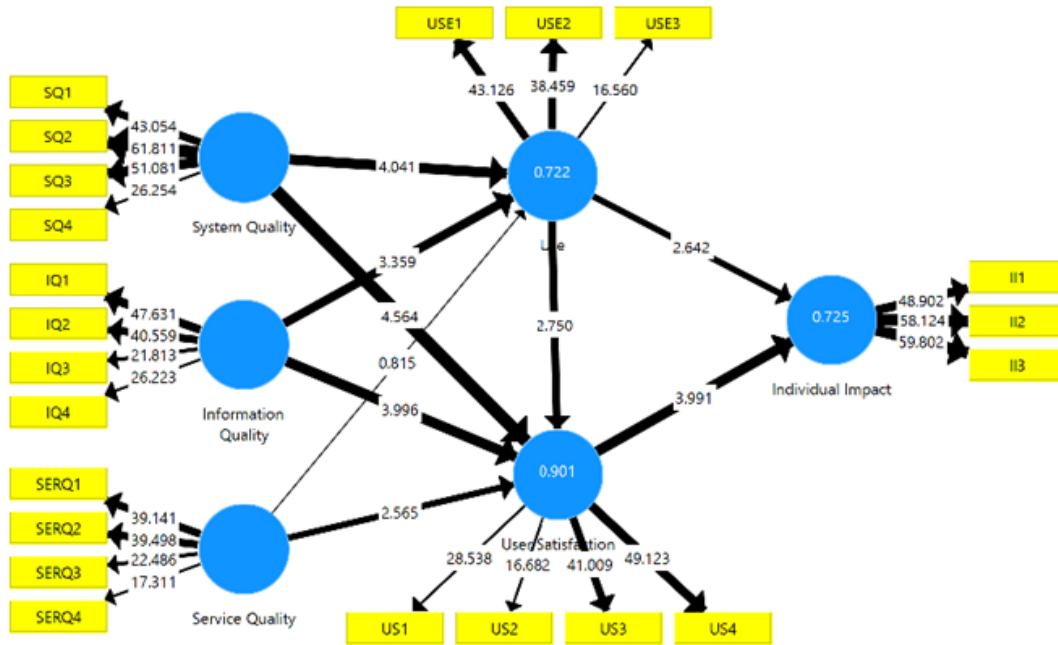 USE1
USE2
USE3
43.126
38.459
16.560
SQ1
SQ2
SQ3
SQ4
43.054
61.811
51.081
26.254
System Quality
4.041
0.722
2.642
3.359
4.564
2.750
0.815
IQ1
IQ2
IQ3
IQ4
47.631
40.559
21.813
26.223
Information
Quality
3.996
0.725
Individual Impact
48.902
58.124
59.802
II1
II2
II3
3.991
0.901
User Satisfaction
2.565
SERQ1
SERQ2
SERQ3
SERQ4
39.141
39.498
22.486
17.311
Service Quality
28.538
16.682
41.009
49.123
US1
US2
US3
US4